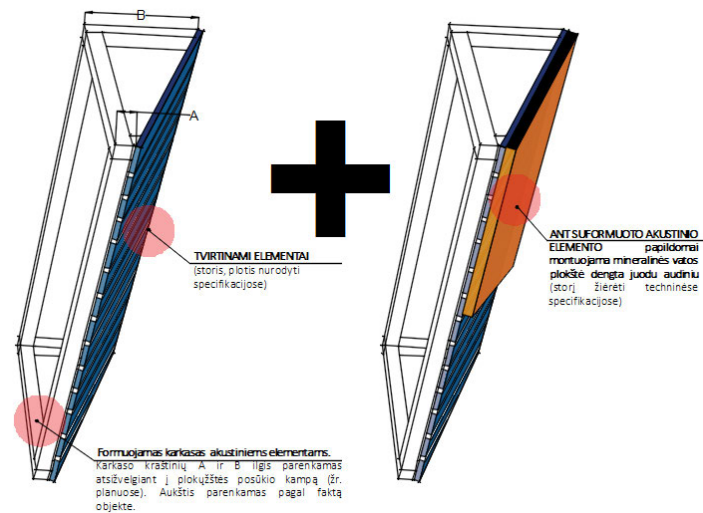 B
A
TVIRTINAMI ELEMENTAI
(storis, plotis nurodyti
specifikacijose)
ANT SUFORMUOTO AKUSTINIO
ELEMENTO papildomai
montuojama mineralinės vatos
plokštė dengta juodu audiniu
(storį žiėrėti techninėse
specifikacijose)
Formuojamas karkasas akustiniems elementams.
Karkaso kraštinių A ir B ilgis parenkamas
atsižvelgiant į plokųžštės posūkio kampą (žr.
planuose). Aukštis parenkamas pagal faktą
objekte.